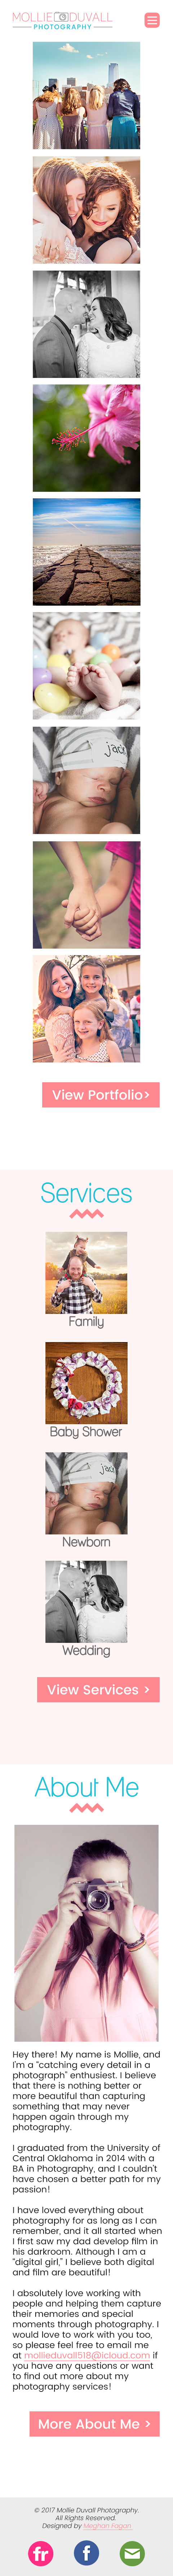 MOLLIE DUVALL
PHOTOGRAPHY
View Portfolio>
Services
Family
Baby Shower
Newborn
Wedding
View Services >
About Me
Hey there! My name is Mollie, and
I'm a "catching every detail in a
photograph" enthusiest. I believe
that there is nothing better or
more beautiful than capturing
something that may never
happen again through my
photography.
I graduated from the University of
Central Oklahoma in 2014 with a
BA in Photography, and I couldn't
have chosen a better path for my
passion!
I have loved everything about
photography for as long as I can
remember, and it all started when
I first saw my dad develop film in
his darkroom. Although I am a
"digital girl," I believe both digital
and film are beautiful!
I absolutely love working with
people and helping them capture
their memories and special
moments through photography. I
would love to work with you too,
so please feel free to email me
at mollieduvall518@icloud.com if
you have any questions or want
to find out more about my
photography services!
More About Me >
© 2017 Mollie Duvall Photography.
All Rights Reserved.
Designed by Meghan Fagan.
fr f